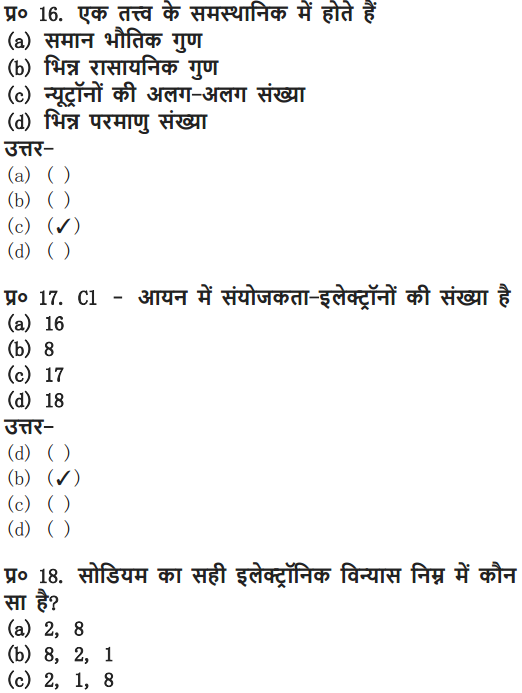 प्र० 16. एक तत्त्व के समस्थानिक में होते हैं
(a) समान भौतिक गुण
(b) भिन्न रासायनिक गुण
(c) न्यूट्रॉनों की अलग-अलग संख्या
(d) भिन्न परमाणु संख्या
उत्तर-
(a) ( )
(b) ( )
(c) (✓)
(d) ( )
प्र० 17. Cl - आयन में संयोजकता-इलेक्ट्रॉनों की संख्या है
(a) 16
(b) 8
(c) 17
(d) 18
उत्तर-
(d) ( )
(b) (✓)
(c) ( )
(d) ( )
प्र० 18. सोडियम का सही इलेक्ट्रॉनिक विन्यास निम्न में कौन
सा है?
(a) 2, 8
(b) 8, 2, 1
(c) 2, 1, 8